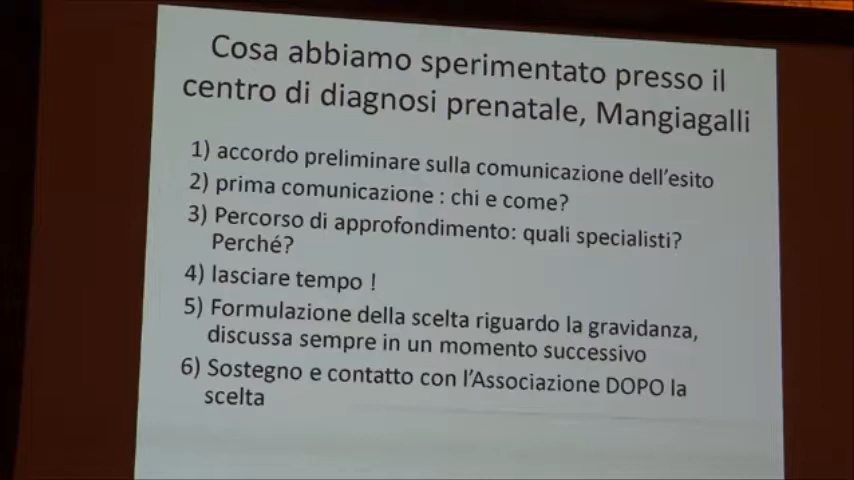 Cosa abbiamo sperimentato presso il
centro di diagnosi prenatale, Mangiagalli
1) accordo preliminare sulla comunicazione dell'esito
2) prima comunicazione : chi e come?
3) Percorso di approfondimento: quali specialisti?
Perché?
4) lasciare tempo !
5) Formulazione della scelta riguardo la gravidanza,
discussa sempre in un momento successivo
6) Sostegno e contatto con l'Associazione DOPO la
scelta